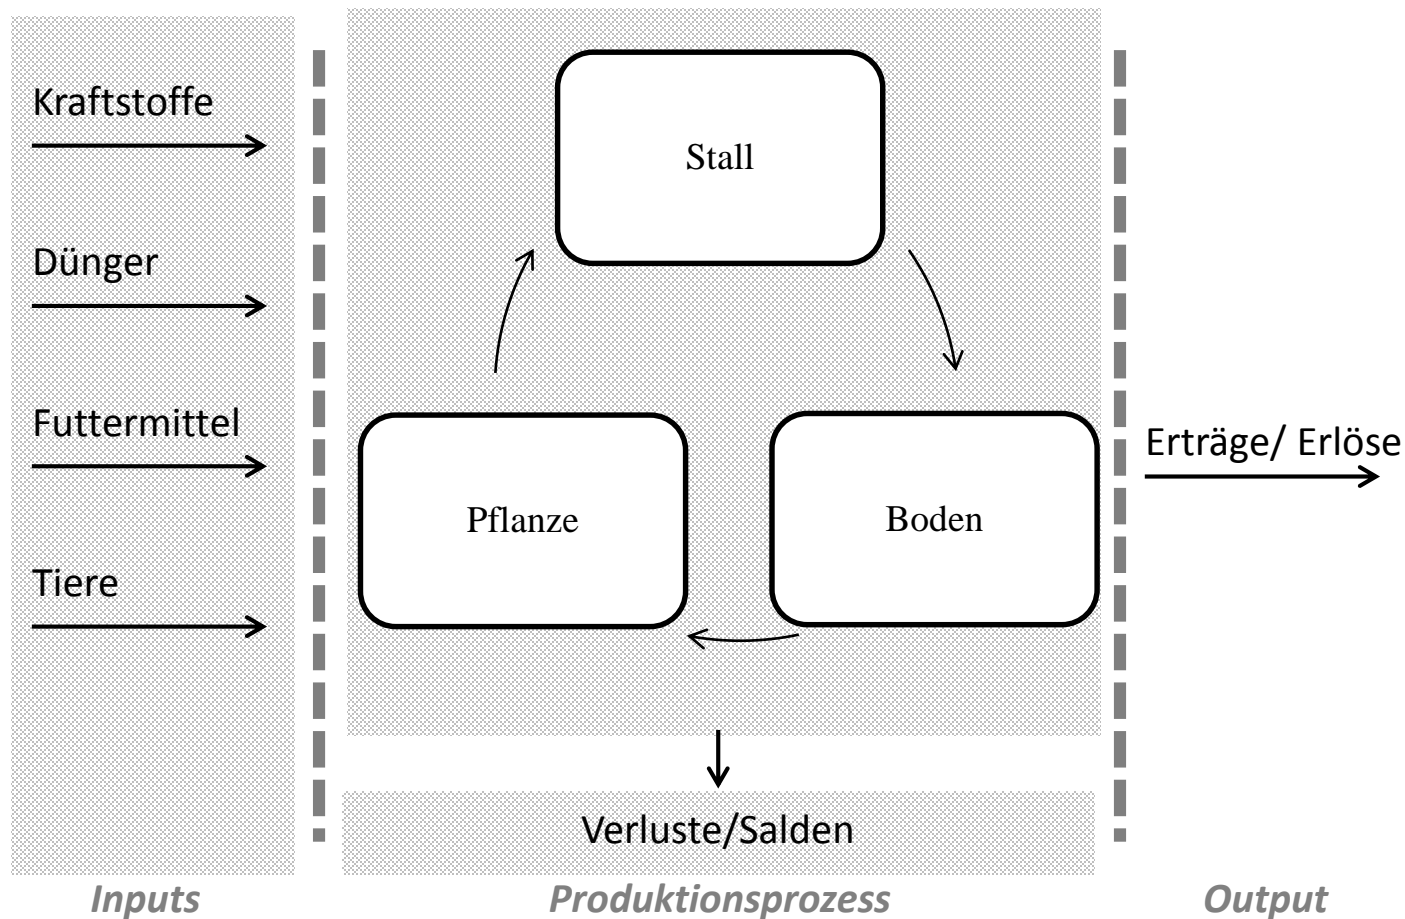 Kraftstoffe
Dünger
Futtermittel
Tiere
Stall
Pflanze
Boden
Erträge/ Erlöse
Verluste/Salden
Inputs
Produktionsprozess
Output